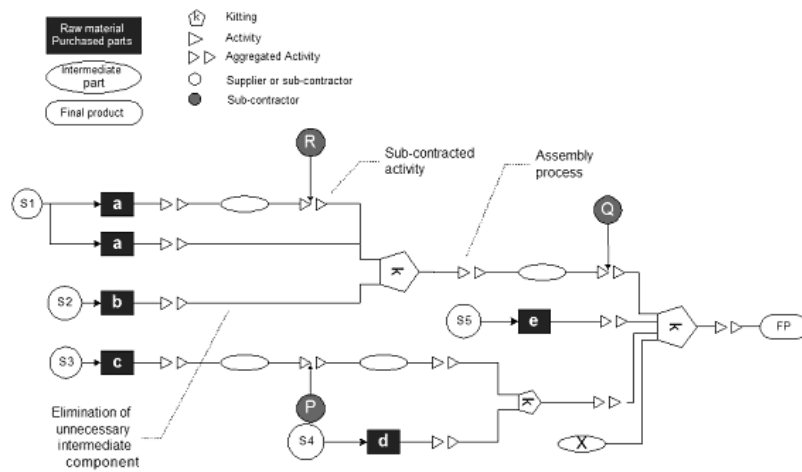 Raw material
Purchased parts
Intermediate
part
Final product
k
Kitting
Activity
Aggregated Activity
Supplier or sub-contractor
Sub-contractor
R
Sub-contracted
activity
Assembly
process
S1
a
a
Q
k
S2
b
S5
e
k
FP
S3
c
P
k
Elimination of
unnecessary
intermediate
component
S4
d
X